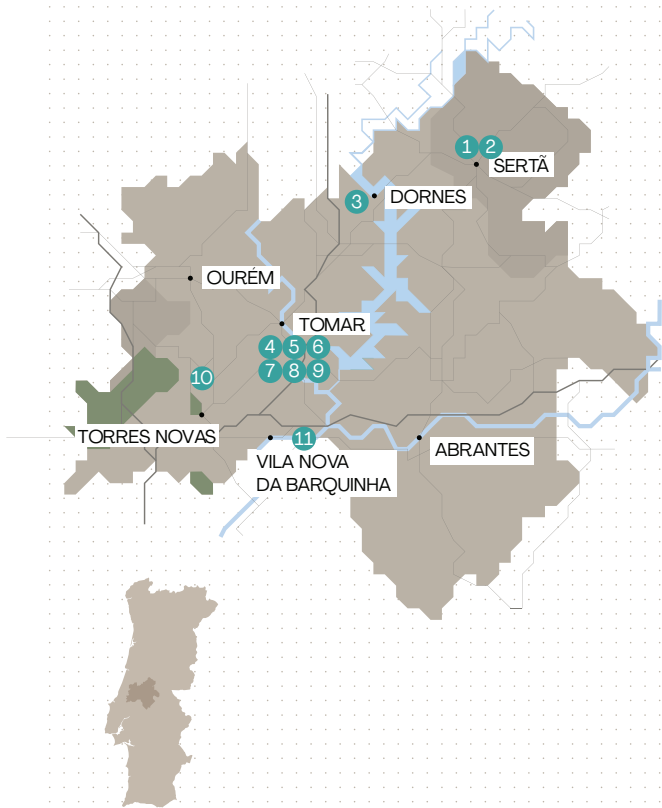 1 2
SERTÃ
3
DORNES
OURÉM
TOMAR
4 5 6
7 8 9
10
TORRES NOVAS
11
VILA NOVA
DA BARQUINHA
ABRANTES